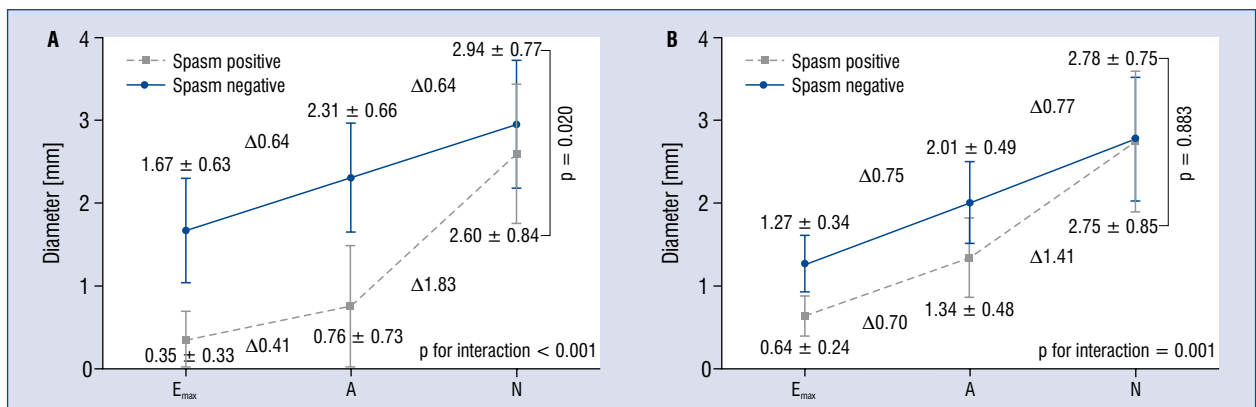 A
Spasm positive
Spasm negative
Diameter [mm]
4
3
2
1
0
1.67 ± 0.63
Δ0.64
2.31 ± 0.66
Δ0.64
2.94 ± 0.77
p = 0.020
2.60 ± 0.84
Δ1.83
0.35 ± 0.33
Δ0.41
0.76 ± 0.73
p for interaction < 0.001
Emax
A
N
B
Spasm positive
Spasm negative
Diameter [mm]
4
3
2
1
0
1.27 ± 0.34
Δ0.75
2.01 ± 0.49
Δ0.77
2.78 ± 0.75
p = 0.883
2.75 ± 0.85
Δ1.41
0.64 ± 0.24
Δ0.70
1.34 ± 0.48
p for interaction = 0.001
Emax
A
N